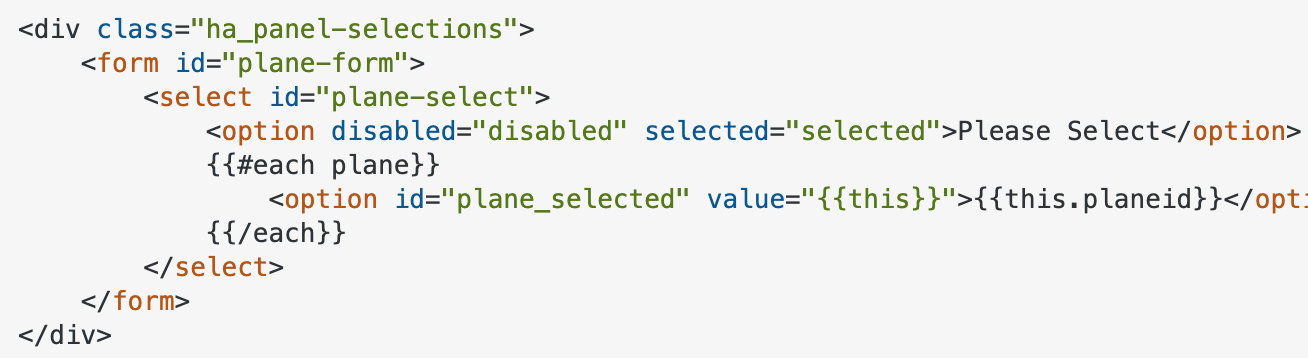 <div class="ha_panel-selections">
    <form id="plane-form">
        <select id="plane-select">
            <option disabled="disabled" selected="selected">Please Select</option>
            {{#each plane}}
                <option id="plane_selected" value="{{this}}">{{this.planeid}}</opti
            {{/each}}
        </select>
    </form>
</div>